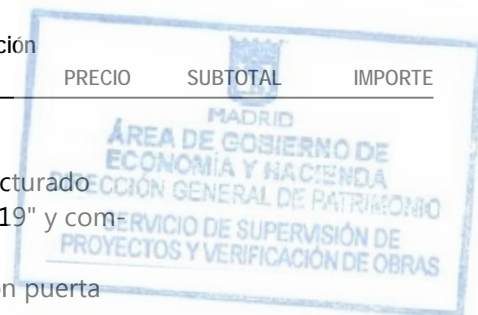 ción
PRECIO SUBTOTAL IMPORTE
MADRID
ÁREA DE GOBIERNO DE
ECONOMÍA Y HACIENDA
cturado
DIRECCIÓN GENERAL DE PATRIMONIO
19" y com-
SERVICIO DE SUPERVISIÓN DE
PROYECTOS Y VERIFICACIÓN DE OBRAS
n puerta